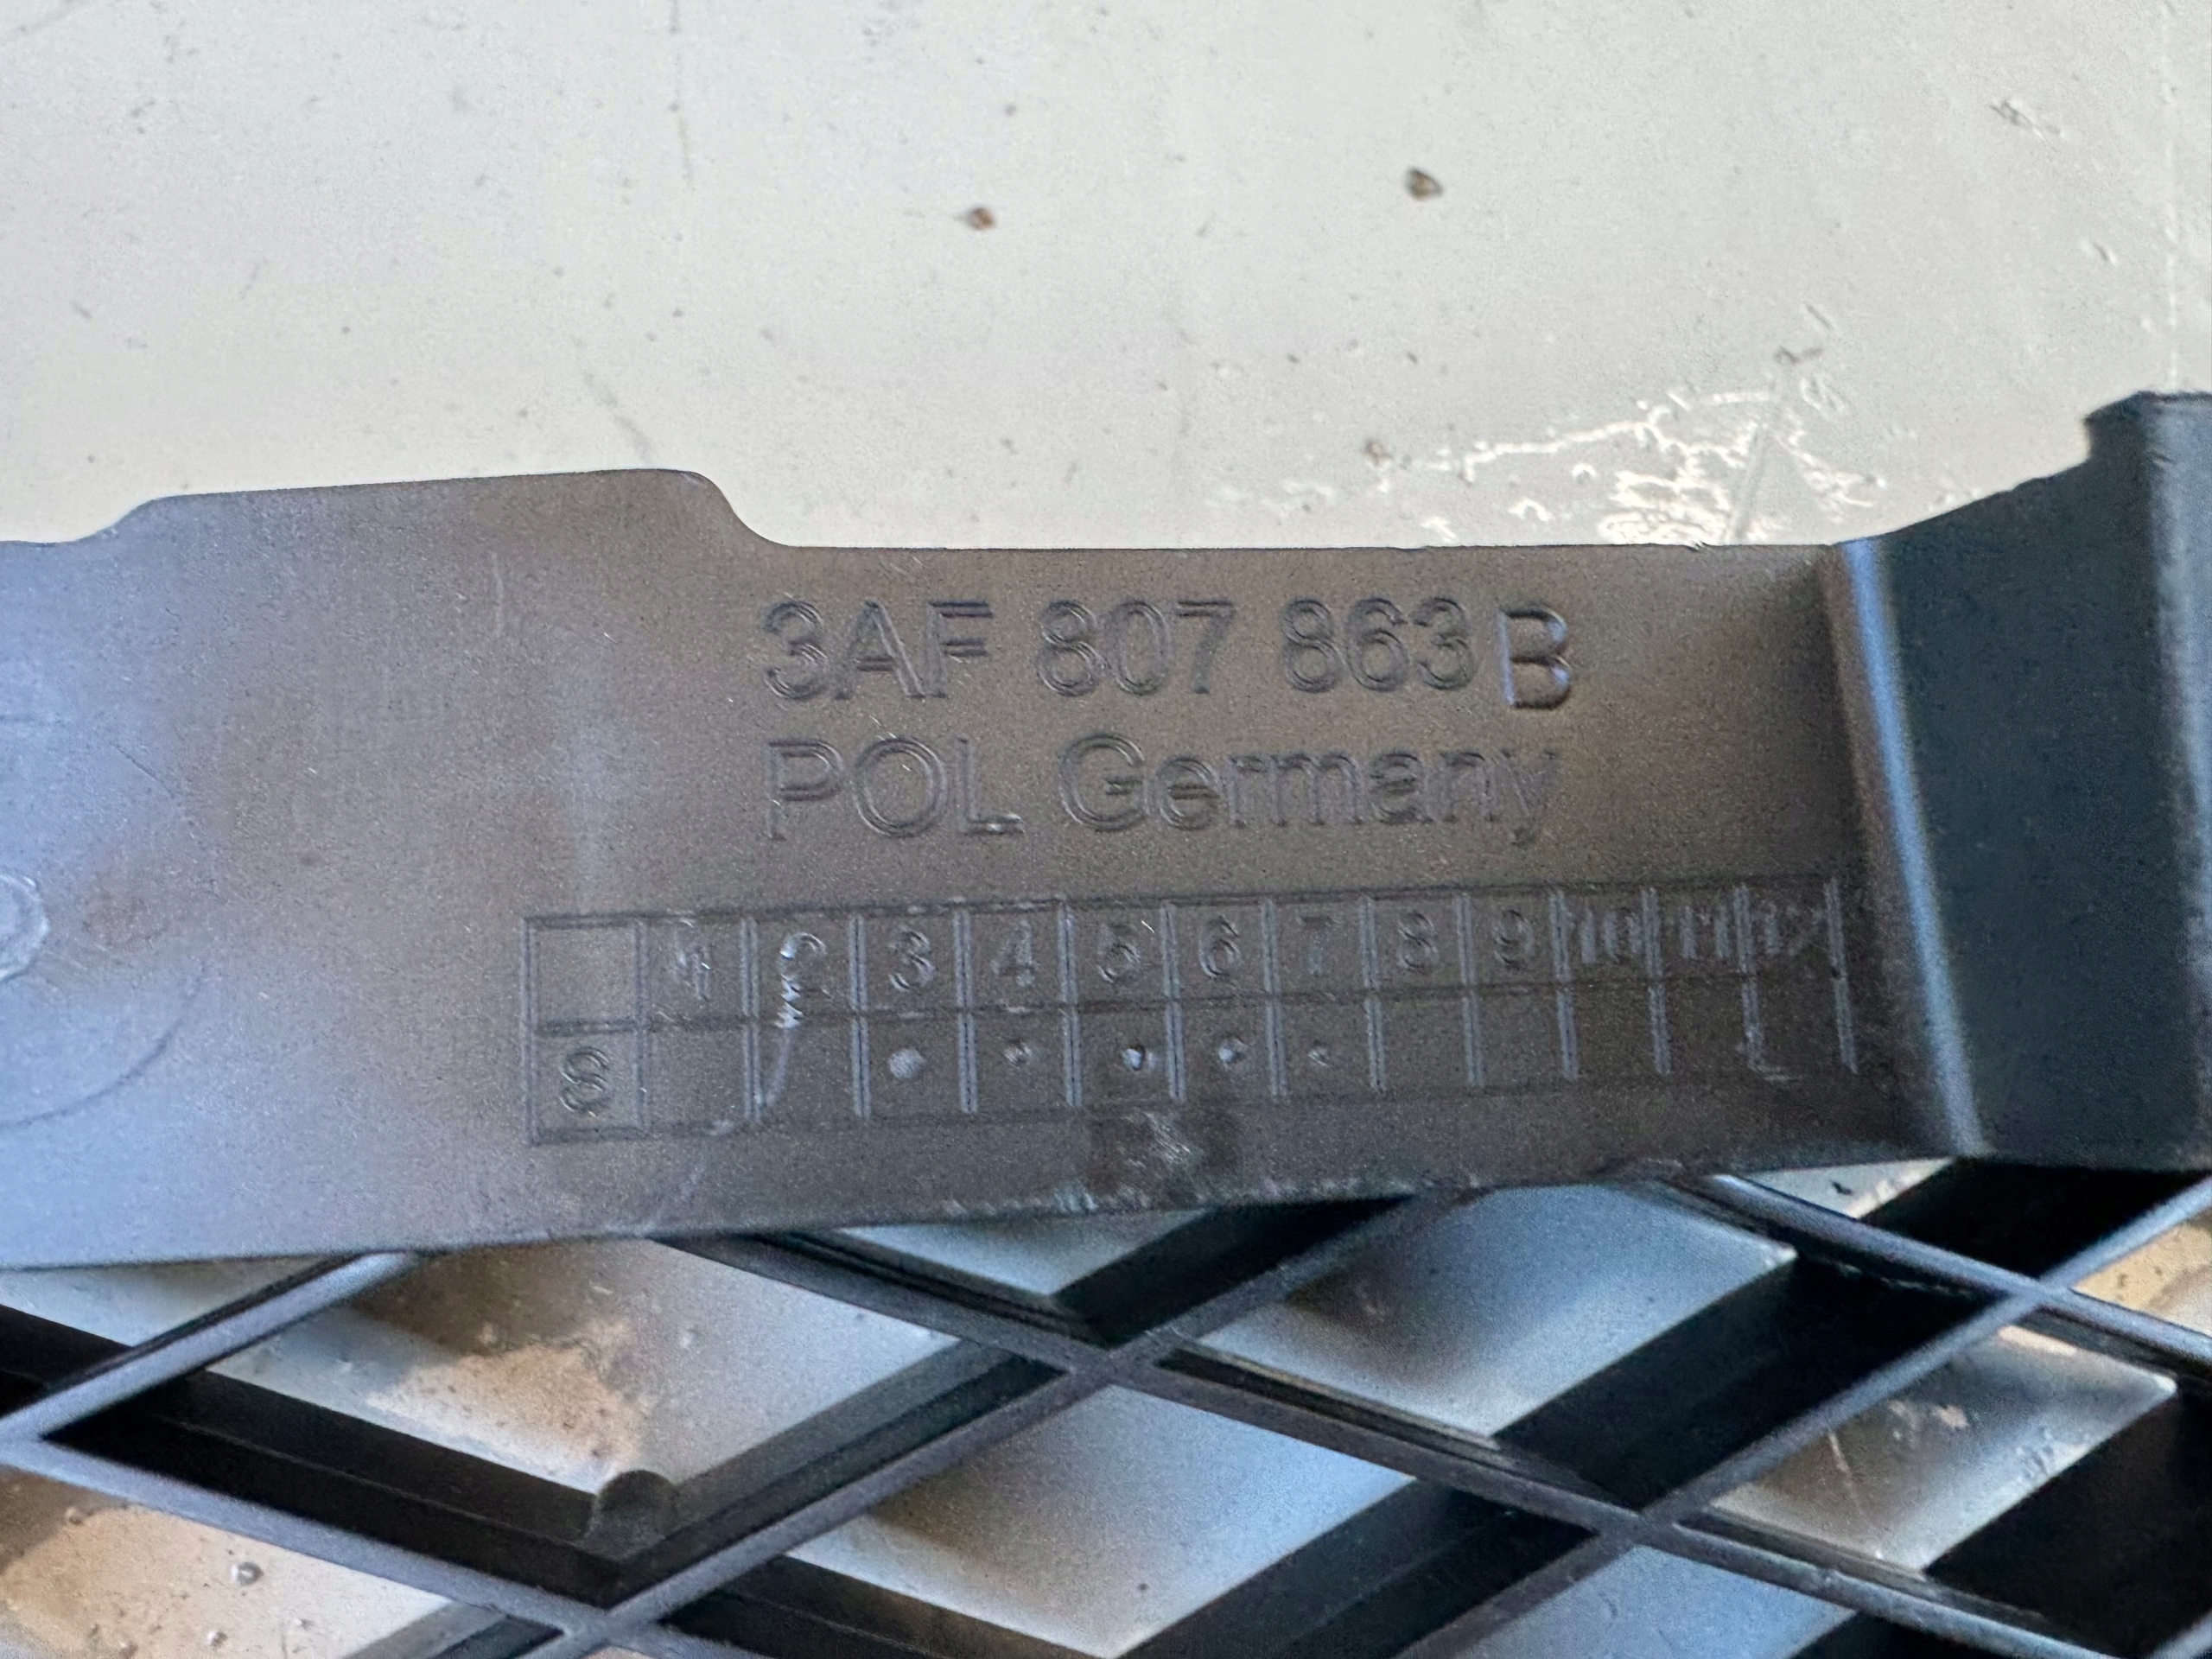 3AF 807 863 B
POL Germany
1 2 3 4 5 6 7 8 9 10 11 12
8